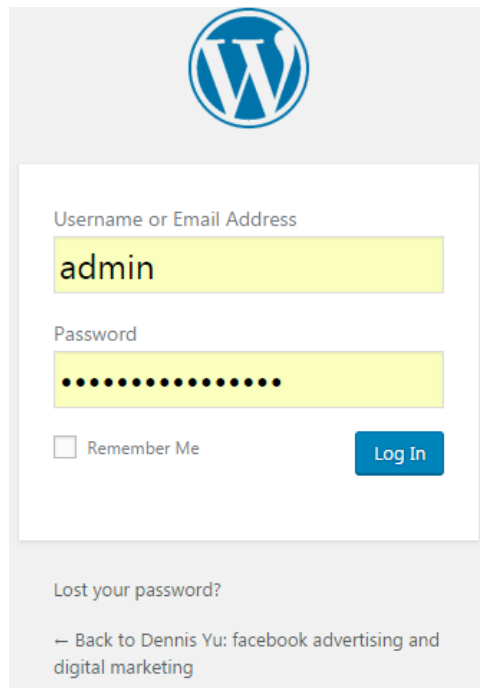 Username or Email Address
admin
Password
••••••••••••••••
Remember Me
Log In
Lost your password?
← Back to Dennis Yu: facebook advertising and
digital marketing